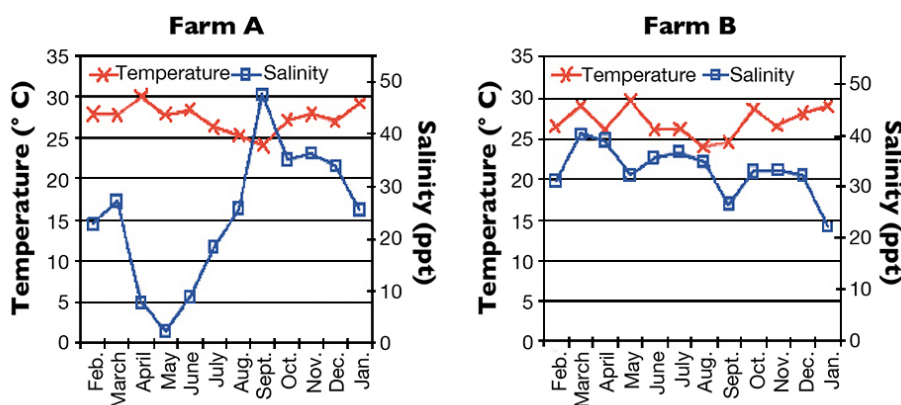 Farm A
Temperature Salinity
Temperature (° C)
35
30
25
20
15
10
5
0
50
40
30
20
10
0
Salinity (ppt)
Feb. March April May June July Aug. Sept. Oct. Nov. Dec. Jan.
Farm B
Temperature Salinity
Temperature (° C)
35
30
25
20
15
10
5
0
50
40
30
20
10
0
Salinity (ppt)
Feb. March April May June July Aug. Sept. Oct. Nov. Dec. Jan.